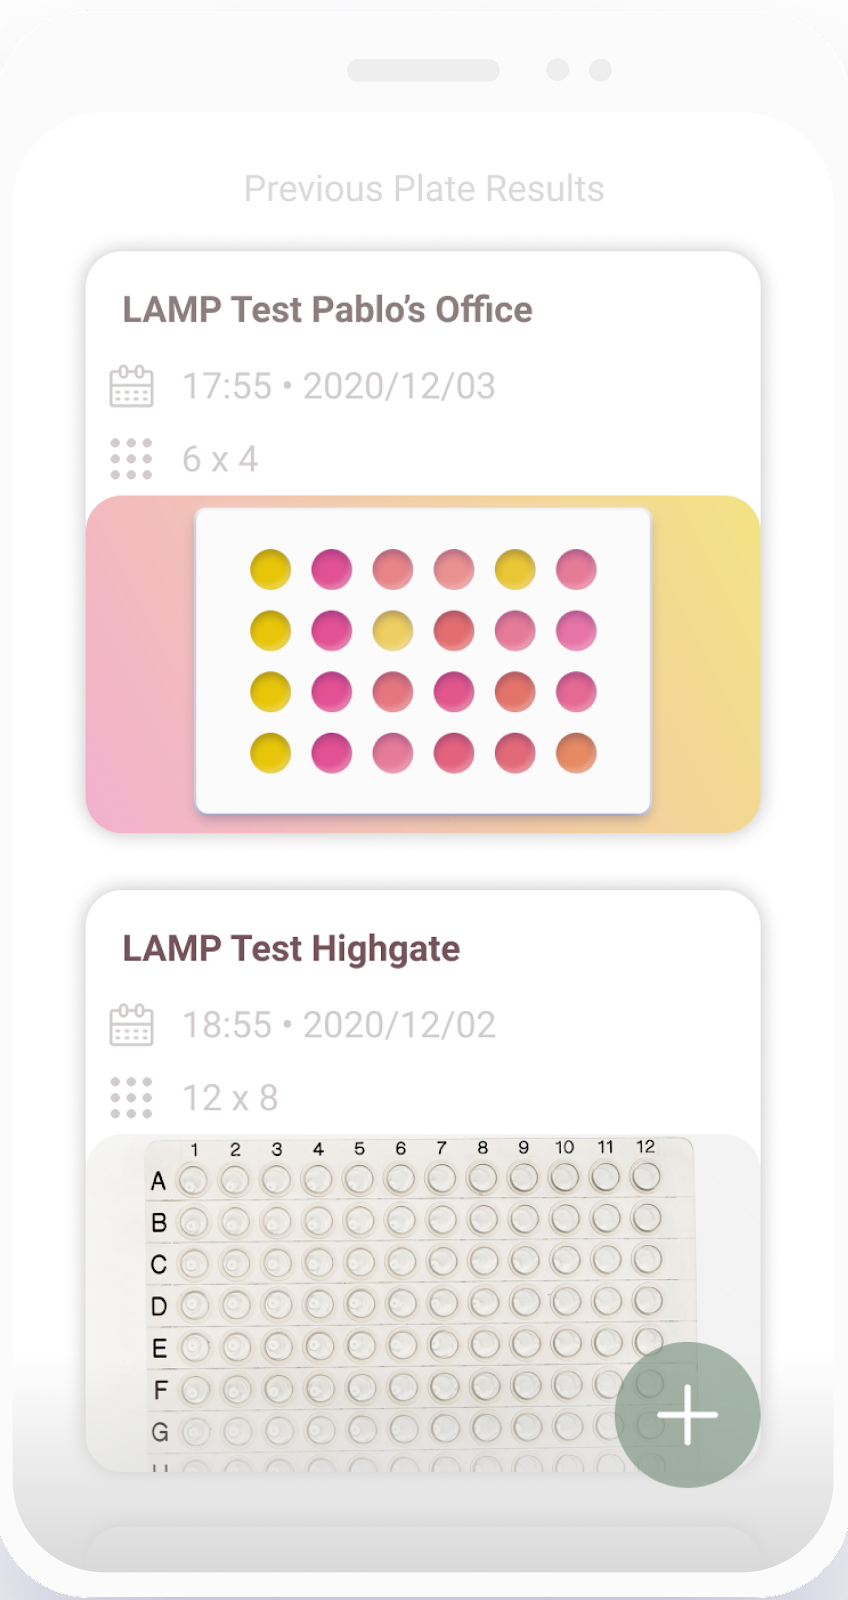 Previous Plate Results
LAMP Test Pablo’s Office
17:55 • 2020/12/03
6 x 4
LAMP Test Highgate
18:55 • 2020/12/02
12 x 8
1 2 3 4 5 6 7 8 9 10 11 12
A
B
C
D
E
F
G